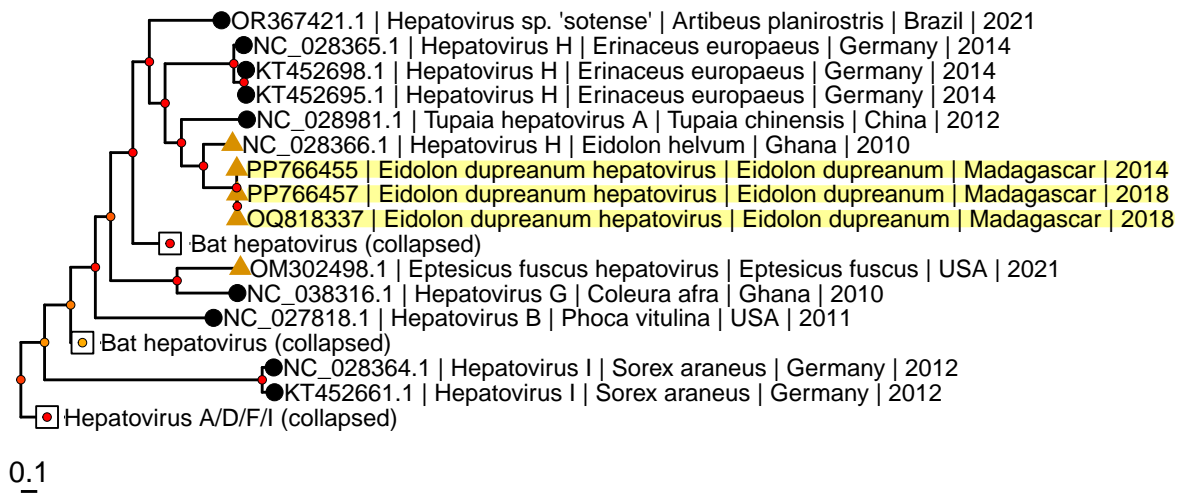 OR367421.1 | Hepatovirus sp. 'sotense' | Artibeus planirostris | Brazil | 2021
NC_028365.1 | Hepatovirus H | Erinaceus europaeus | Germany | 2014
KT452698.1 | Hepatovirus H | Erinaceus europaeus | Germany | 2014
KT452695.1 | Hepatovirus H | Erinaceus europaeus | Germany | 2014
NC_028981.1 | Tupaia hepatovirus A | Tupaia chinensis | China | 2012
NC_028366.1 | Hepatovirus H | Eidolon helvum | Ghana | 2010
PP766455 | Eidolon dupreanum hepatovirus | Eidolon dupreanum | Madagascar | 2014
PP766457 | Eidolon dupreanum hepatovirus | Eidolon dupreanum | Madagascar | 2018
OQ818337 | Eidolon dupreanum hepatovirus | Eidolon dupreanum | Madagascar | 2018
Bat hepatovirus (collapsed)
OM302498.1 | Eptesicus fuscus hepatovirus | Eptesicus fuscus | USA | 2021
NC_038316.1 | Hepatovirus G | Coleura afra | Ghana | 2010
NC_027818.1 | Hepatovirus B | Phoca vitulina | USA | 2011
Bat hepatovirus (collapsed)
NC_028364.1 | Hepatovirus I | Sorex araneus | Germany | 2012
KT452661.1 | Hepatovirus I | Sorex araneus | Germany | 2012
Hepatovirus A/D/F/I (collapsed)
0.1